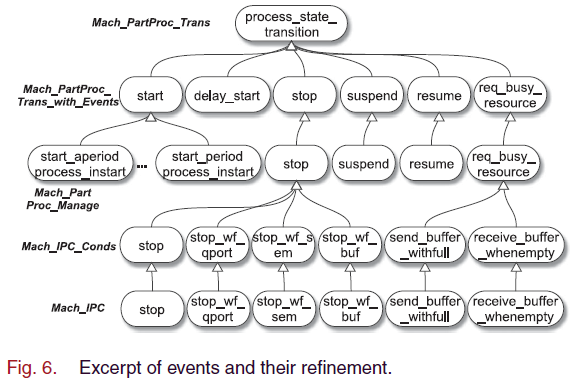 Mach_PartProc_Trans
process_state_
transition
Mach_PartProc_
Trans_with_Events
start
delay_start
stop
suspend
resume
req_busy_
resource
start_aperiod
process_instart
...
start_period
process_instart
stop
suspend
resume
req_busy_
resource
Mach_Part
Proc_Manage
Mach_IPC_Conds
stop
stop_wf_
qport
stop_wf_s
em
stop_wf_
buf
send_buffer
_withfull
receive_buffer
_whenempty
Mach_IPC
stop
stop_wf_
qport
stop_wf_
sem
stop_wf_
buf
send_buffer
_withfull
receive_buffer
_whenempty
Fig. 6. Excerpt of events and their refinement.